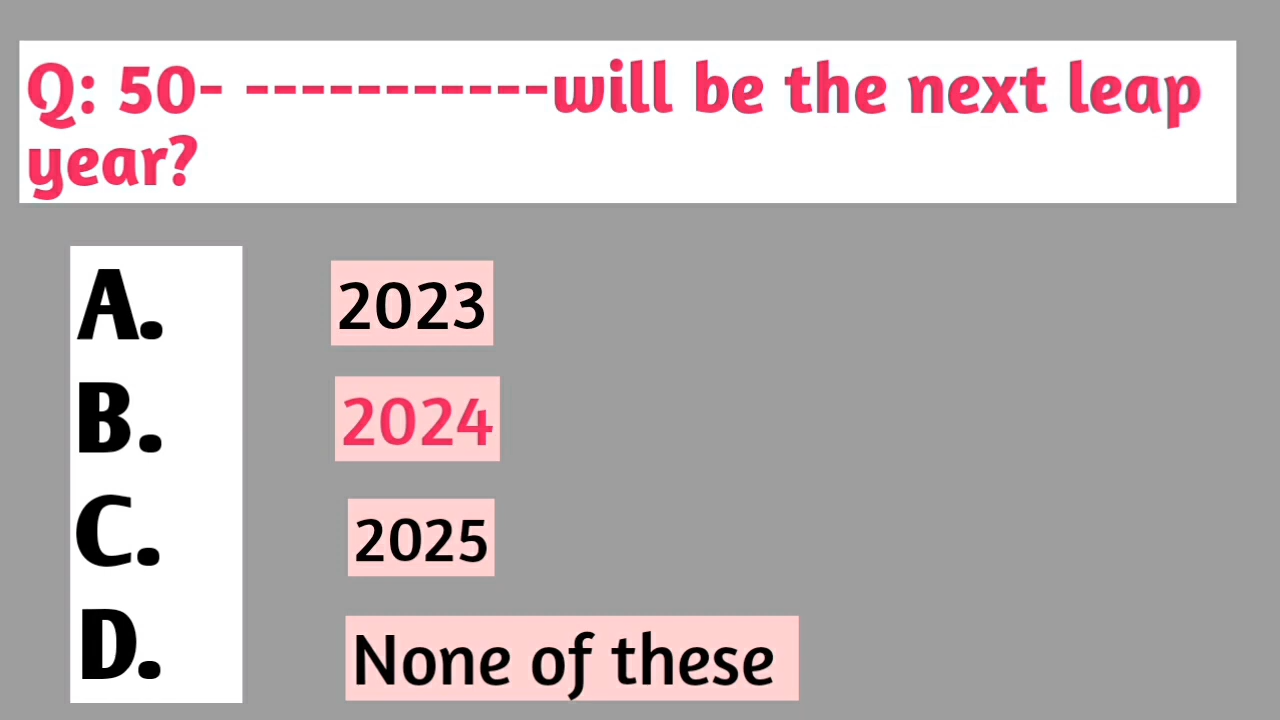 Q: 50- -----------will be the next leap
year?
A. 2023
B. 2024
C. 2025
D. None of these